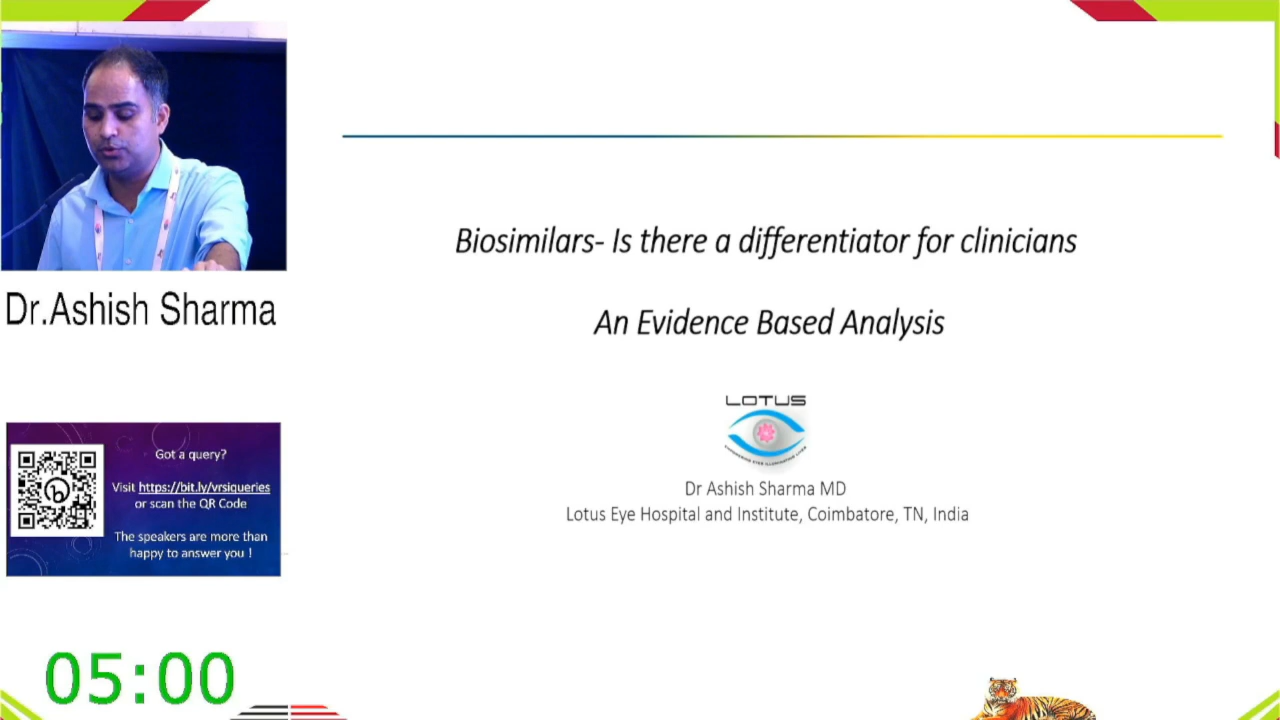 Biosimilars- Is there a differentiator for clinicians
An Evidence Based Analysis
LOTUS
Dr Ashish Sharma MD
Lotus Eye Hospital and Institute, Coimbatore, TN, India
Dr.Ashish Sharma
Got a query?
Visit https://bit.ly/vrsiqueries
or scan the QR Code
The speakers are more than
happy to answer you !
05:00